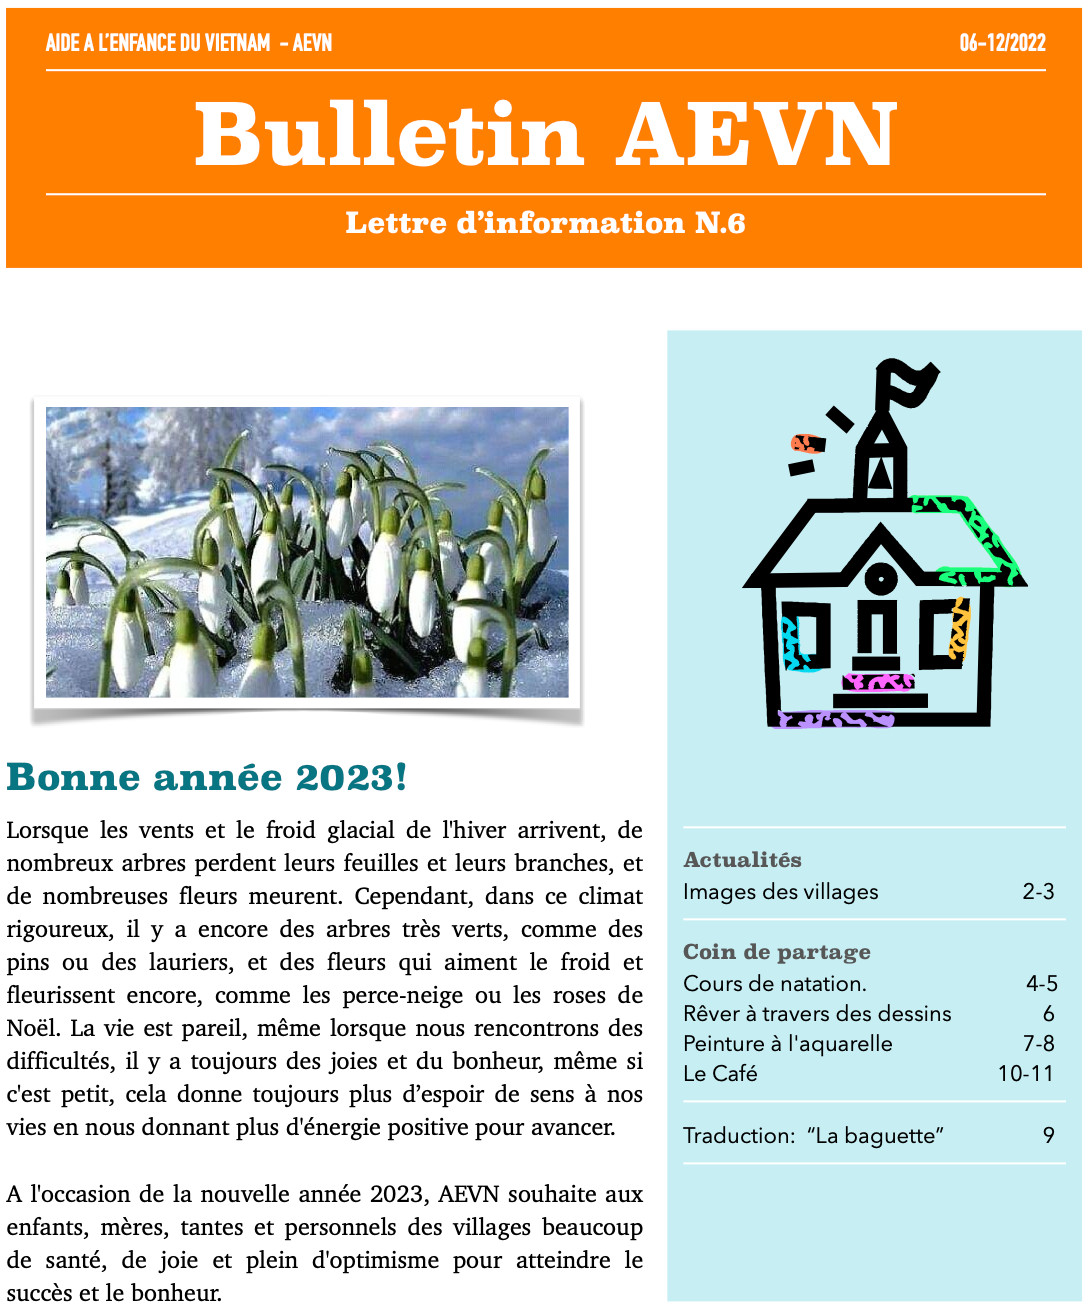 AIDE A L’ENFANCE DU VIETNAM - AEVN
06-12/2022
Bulletin AEVN
Lettre d’information N.6
Bonne année 2023!
Lorsque les vents et le froid glacial de l'hiver arrivent, de
nombreux arbres perdent leurs feuilles et leurs branches, et
de nombreuses fleurs meurent. Cependant, dans ce climat
rigoureux, il y a encore des arbres très verts, comme des
pins ou des lauriers, et des fleurs qui aiment le froid et
fleurissent encore, comme les perce-neige ou les roses de
Noël. La vie est pareil, même lorsque nous rencontrons des
difficultés, il y a toujours des joies et du bonheur, même si
c'est petit, cela donne toujours plus d’espoir de sens à nos
vies en nous donnant plus d'énergie positive pour avancer.
A l'occasion de la nouvelle année 2023, AEVN souhaite aux
enfants, mères, tantes et personnels des villages beaucoup
de santé, de joie et plein d'optimisme pour atteindre le
succès et le bonheur.
Actualités
Images des villages 2-3
Coin de partage
Cours de natation. 4-5
Rêver à travers des dessins 6
Peinture à l'aquarelle 7-8
Le Café 10-11
Traduction: “La baguette” 9